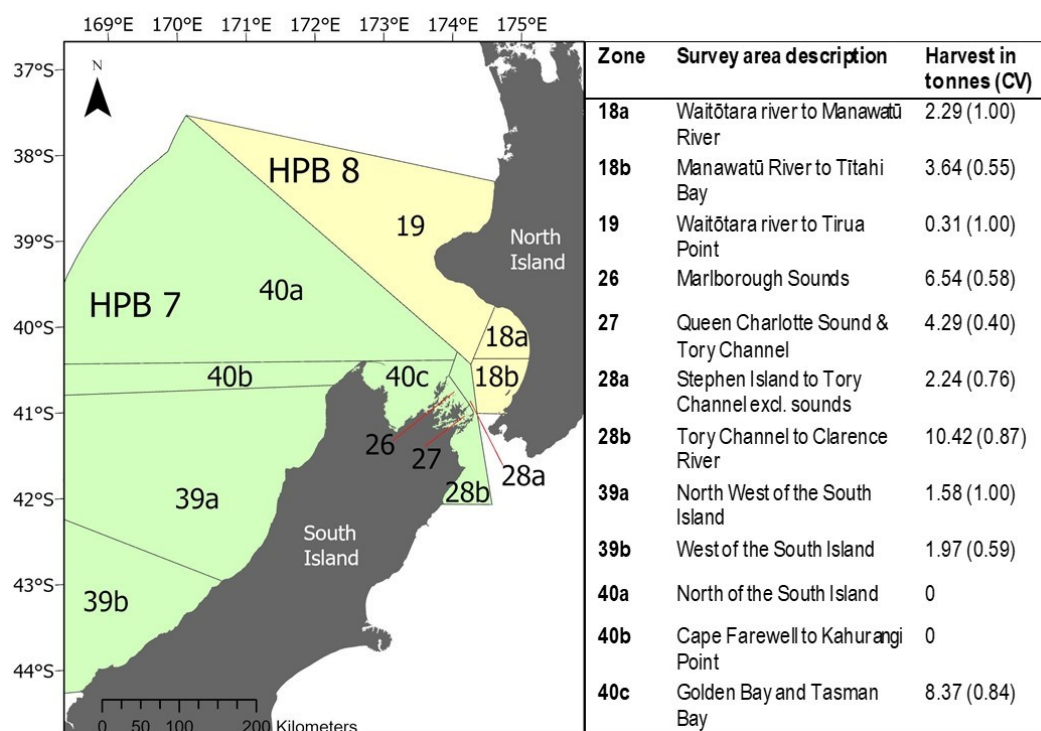 169°E 170°E 171°E 172°E 173°E 174°E 175°E
37°S
N
38°S
HPB 8
39°S
19
North
Island
HPB 7
40a
40°S
18a
40b
40c
18b
41°S
26
27
28a
42°S
39a
28b
South
Island
43°S
39b
44°S
0 50 100 200 Kilometers
Zone Survey area description Harvest in
tonnes (CV)
18a Waitōtara river to Manawatū 2.29 (1.00)
River
18b Manawatū River to Tītahi 3.64 (0.55)
Bay
19 Waitōtara river to Tirua 0.31 (1.00)
Point
26 Marlborough Sounds 6.54 (0.58)
27 Queen Charlotte Sound & 4.29 (0.40)
Tory Channel
28a Stephen Island to Tory 2.24 (0.76)
Channel excl. sounds
28b Tory Channel to Clarence 10.42 (0.87)
River
39a North West of the South 1.58 (1.00)
Island
39b West of the South Island 1.97 (0.59)
40a North of the South Island 0
40b Cape Farewell to Kahurangi 0
Point
40c Golden Bay and Tasman 8.37 (0.84)
Bay